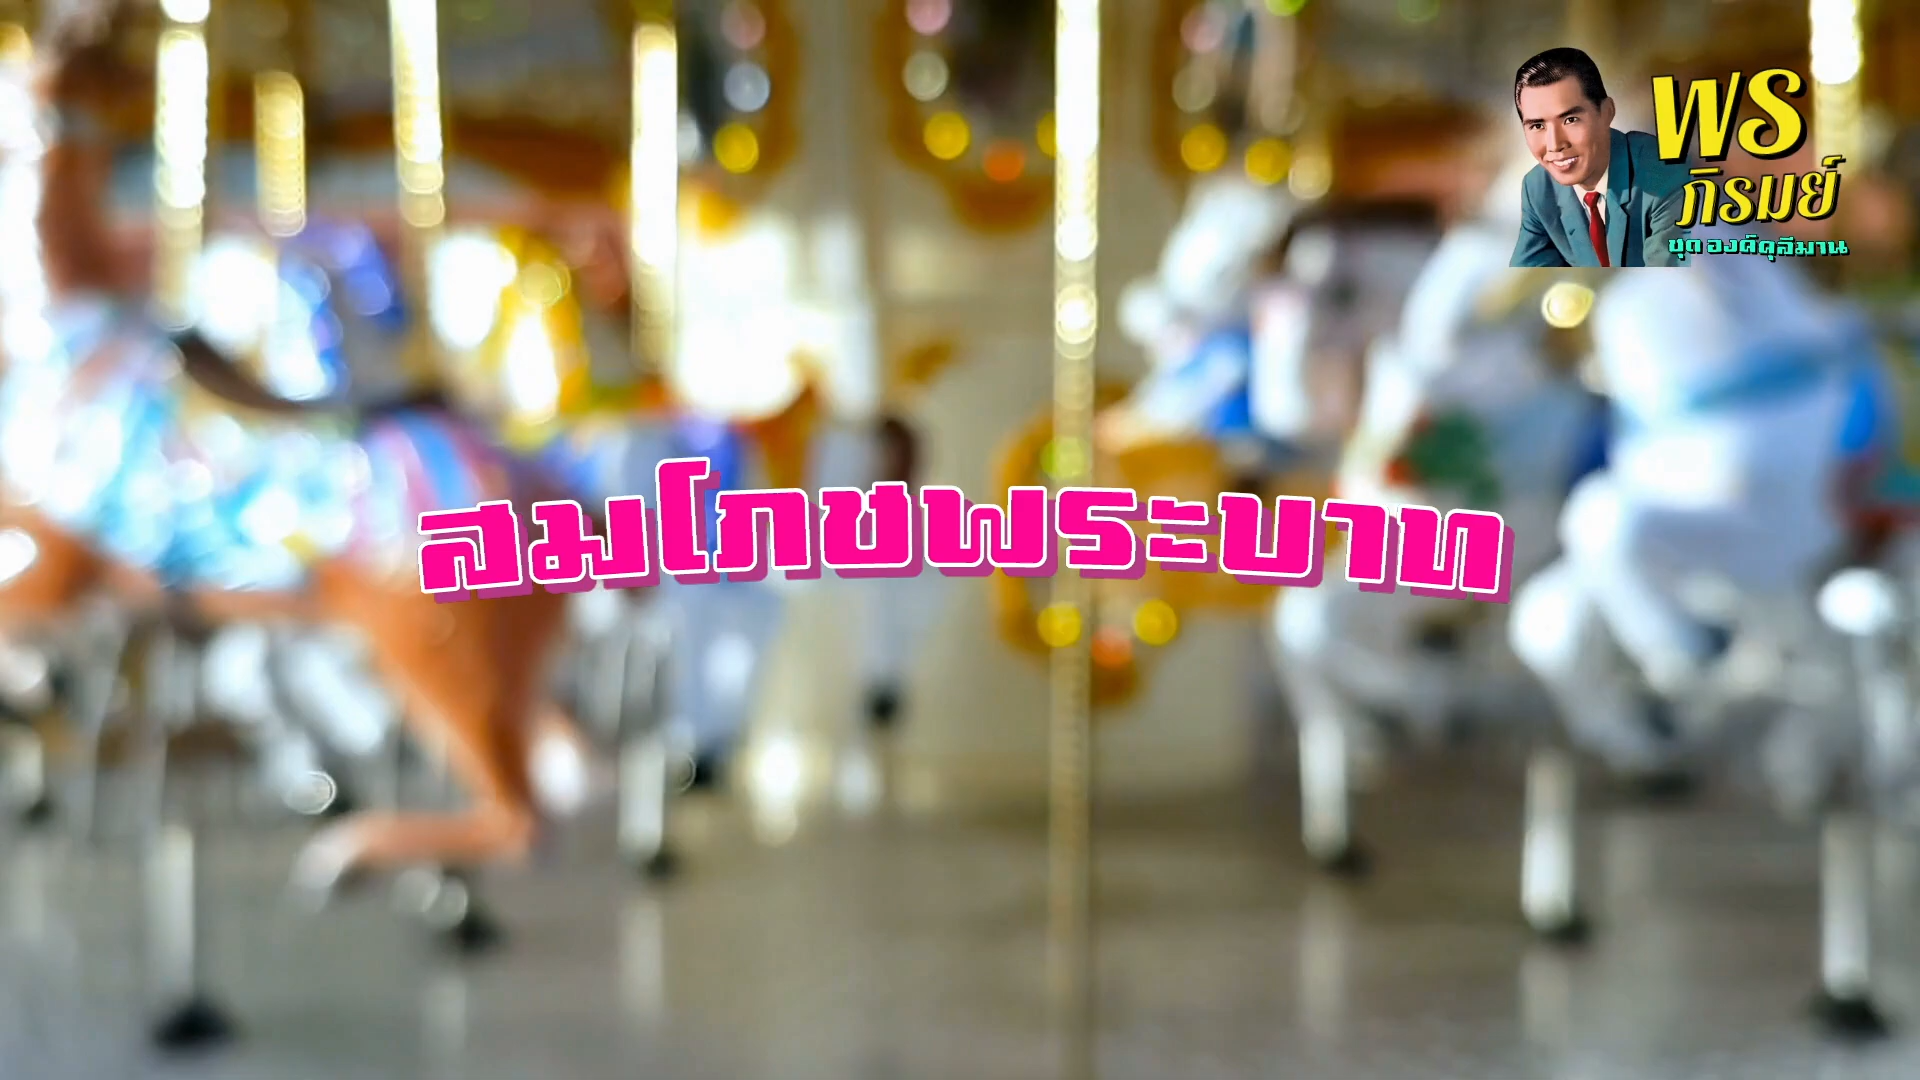 พร
ภิรมย์
ชุด องค์คุลีมาน
สมโภชพระบาท